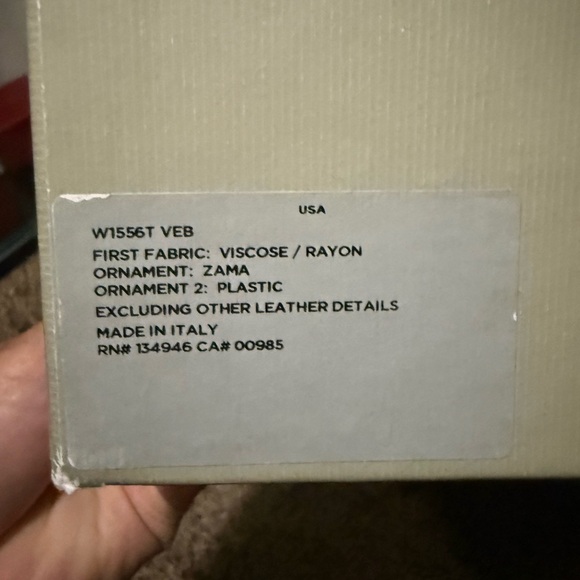 USA
W1556T VEB
FIRST FABRIC: VISCOSE / RAYON
ORNAMENT: ZAMA
ORNAMENT 2: PLASTIC
EXCLUDING OTHER LEATHER DETAILS
MADE IN ITALY
RN# 134946 CA# 00985